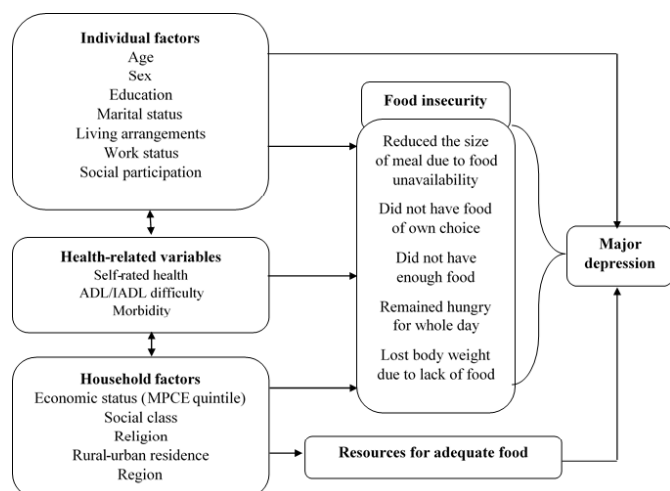 Individual factors
Age
Sex
Education
Marital status
Living arrangements
Work status
Social participation
Health-related variables
Self-rated health
ADL/IADL difficulty
Morbidity
Household factors
Economic status (MPCE quintile)
Social class
Religion
Rural-urban residence
Region
Food insecurity
Reduced the size
of meal due to food
unavailability
Did not have food
of own choice
Did not have
enough food
Remained hungry
for whole day
Lost body weight
due to lack of food
Resources for adequate food
Major
depression